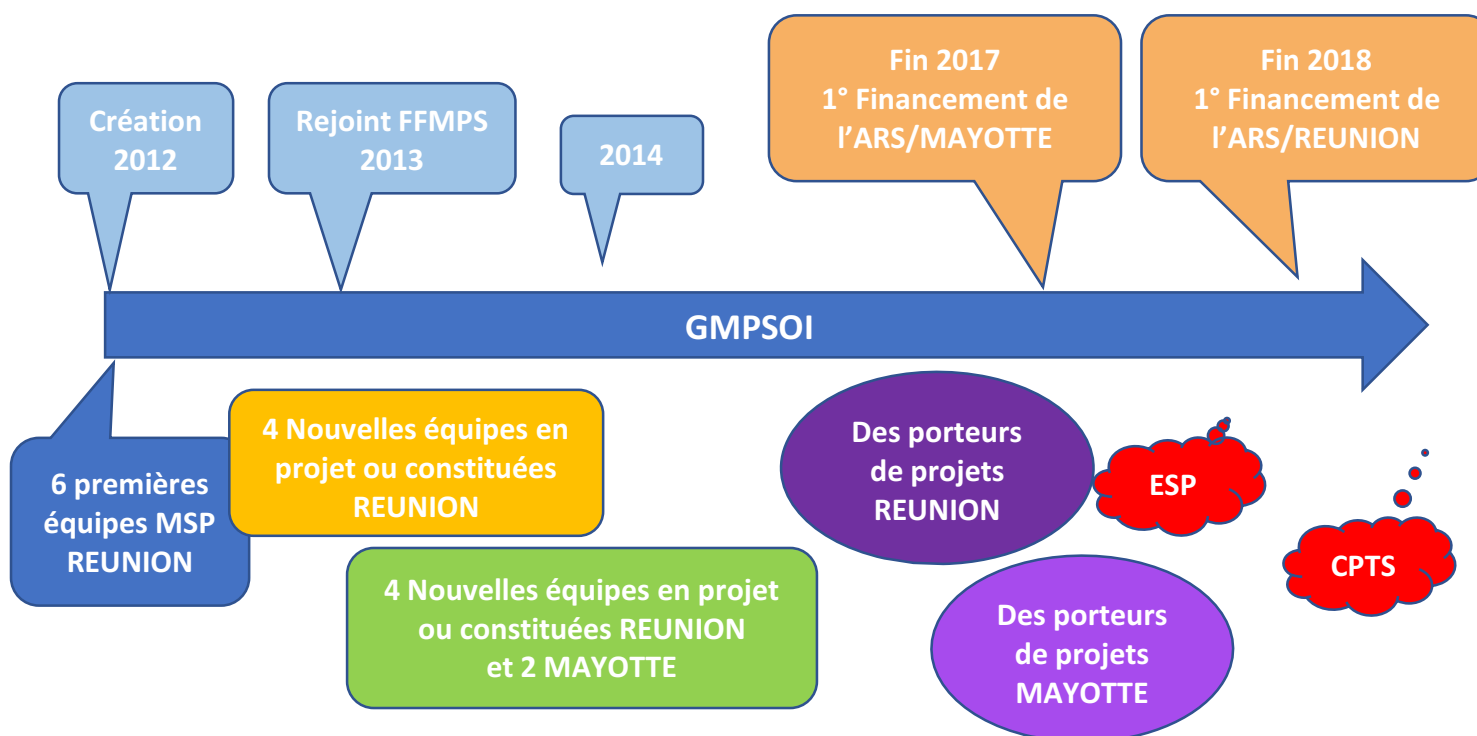 Création
2012
Rejoint FFMPS
2013
2014
Fin 2017
1° Financement de
l’ARS/MAYOTTE
Fin 2018
1° Financement de
l’ARS/REUNION
GMPSOI
6 premières
équipes MSP
REUNION
4 Nouvelles équipes en
projet ou constituées
REUNION
4 Nouvelles équipes en projet
ou constituées REUNION
et 2 MAYOTTE
Des porteurs
de projets
REUNION
ESP
Des porteurs
de projets
MAYOTTE
CPTS